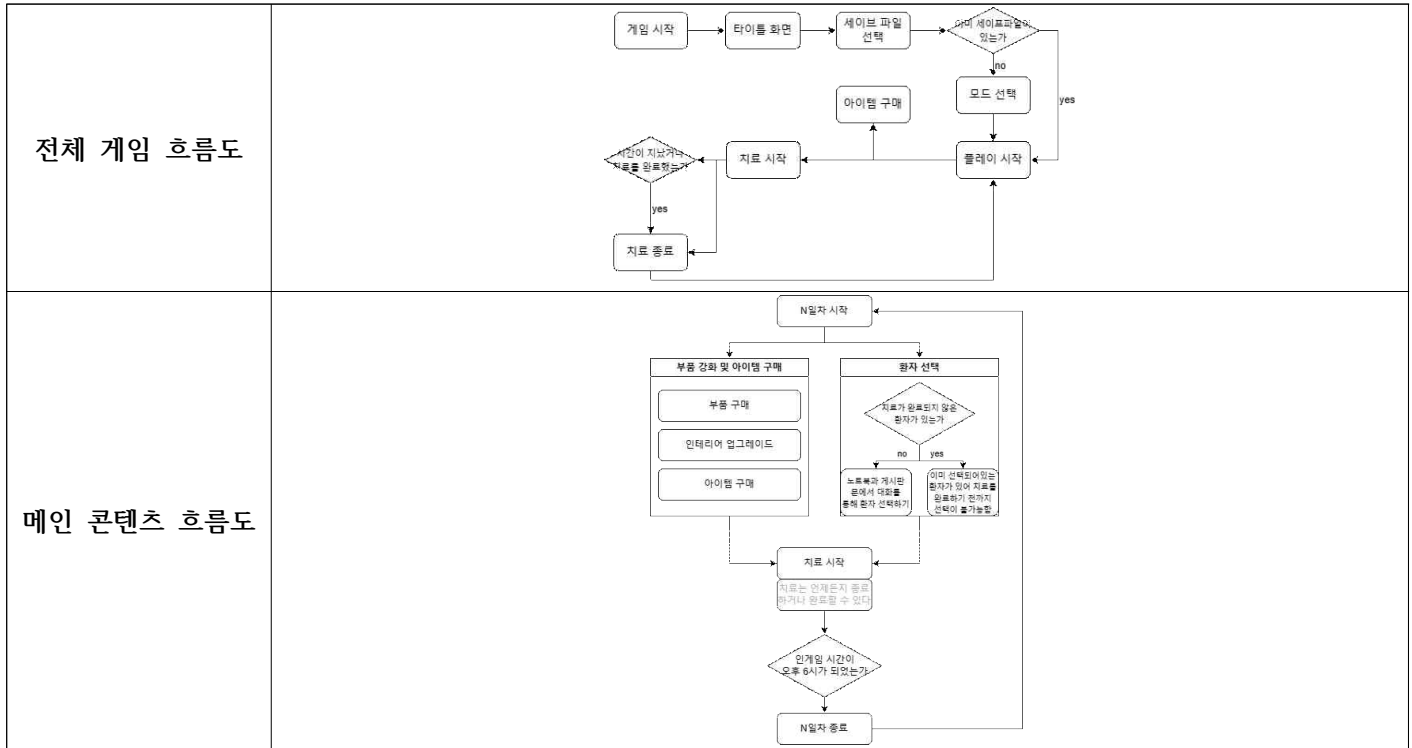 전체 게임 흐름도
게임 시작
타이틀 화면
세이브 파일
선택
이미 세이브파일이
있는가
no
yes
모드 선택
아이템 구매
시간이 지났거나
치료를 완료했는가
치료 시작
플레이 시작
yes
치료 종료
메인 콘텐츠 흐름도
N일차 시작
부품 강화 및 아이템 구매
부품 구매
인테리어 업그레이드
아이템 구매
환자 선택
치료가 완료되지 않은
환자가 있는가
no
yes
노트북과 게시판
문에서 대화를
통해 환자 선택하기
이미 선택되어있는
환자가 있어 치료를
완료하기 전까지
선택이 불가능함
치료 시작
치료는 언제든지 종료
하거나 완료할 수 있다
인게임 시간이
오후 6시가 되었는가
N일차 종료